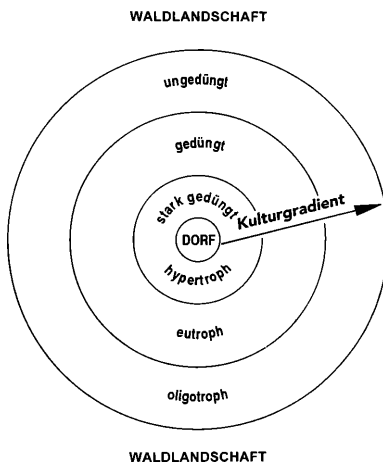 WALDLANDSCHAFT
ungedüngt
gedüngt
stark gedüngt
Kulturgradient
DORF
hypertroph
eutroph
oligotroph
WALDLANDSCHAFT